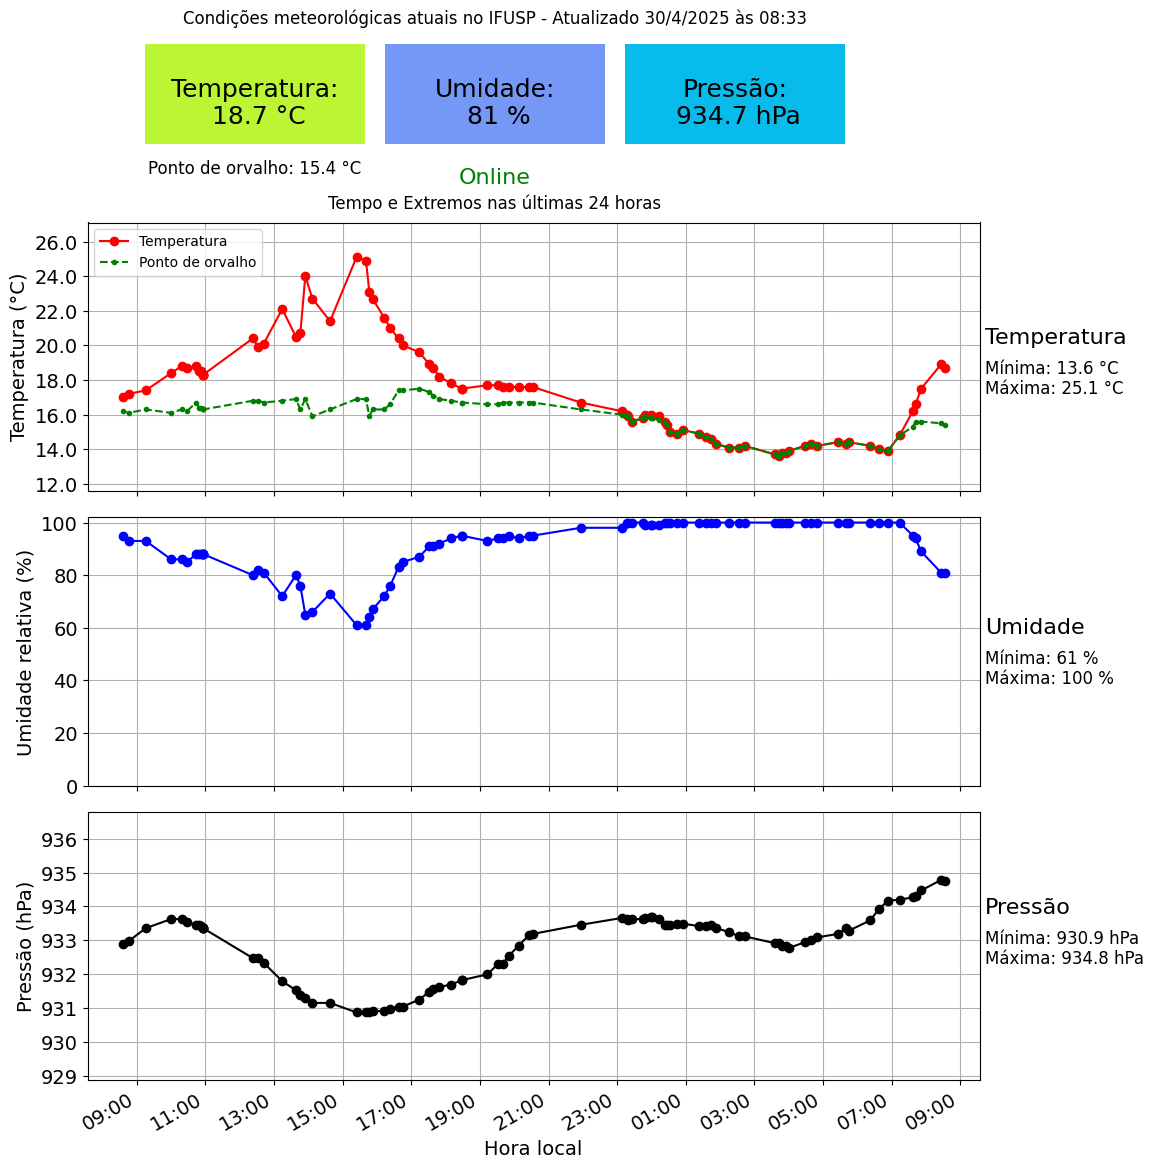 Condições meteorológicas atuais no IFUSP - Atualizado 30/4/2025 às 08:33
Temperatura:
18.7 °C
Umidade:
81 %
Pressão:
934.7 hPa
Ponto de orvalho: 15.4 °C
Online
Tempo e Extremos nas últimas 24 horas
Temperatura (°C)
26.0
24.0
22.0
20.0
18.0
16.0
14.0
12.0
Temperatura
Ponto de orvalho
Temperatura
Mínima: 13.6 °C
Máxima: 25.1 °C
Umidade relativa (%)
100
80
60
40
20
0
Umidade
Mínima: 61 %
Máxima: 100 %
Pressão (hPa)
936
935
934
933
932
931
930
929
Pressão
Mínima: 930.9 hPa
Máxima: 934.8 hPa
09:00
11:00
13:00
15:00
17:00
19:00
21:00
23:00
01:00
03:00
05:00
07:00
09:00
Hora local